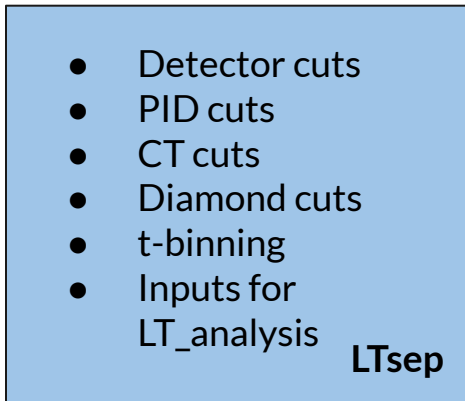 ● Detector cuts
● PID cuts
● CT cuts
● Diamond cuts
● t-binning
● Inputs for
LT_analysis
LTsep